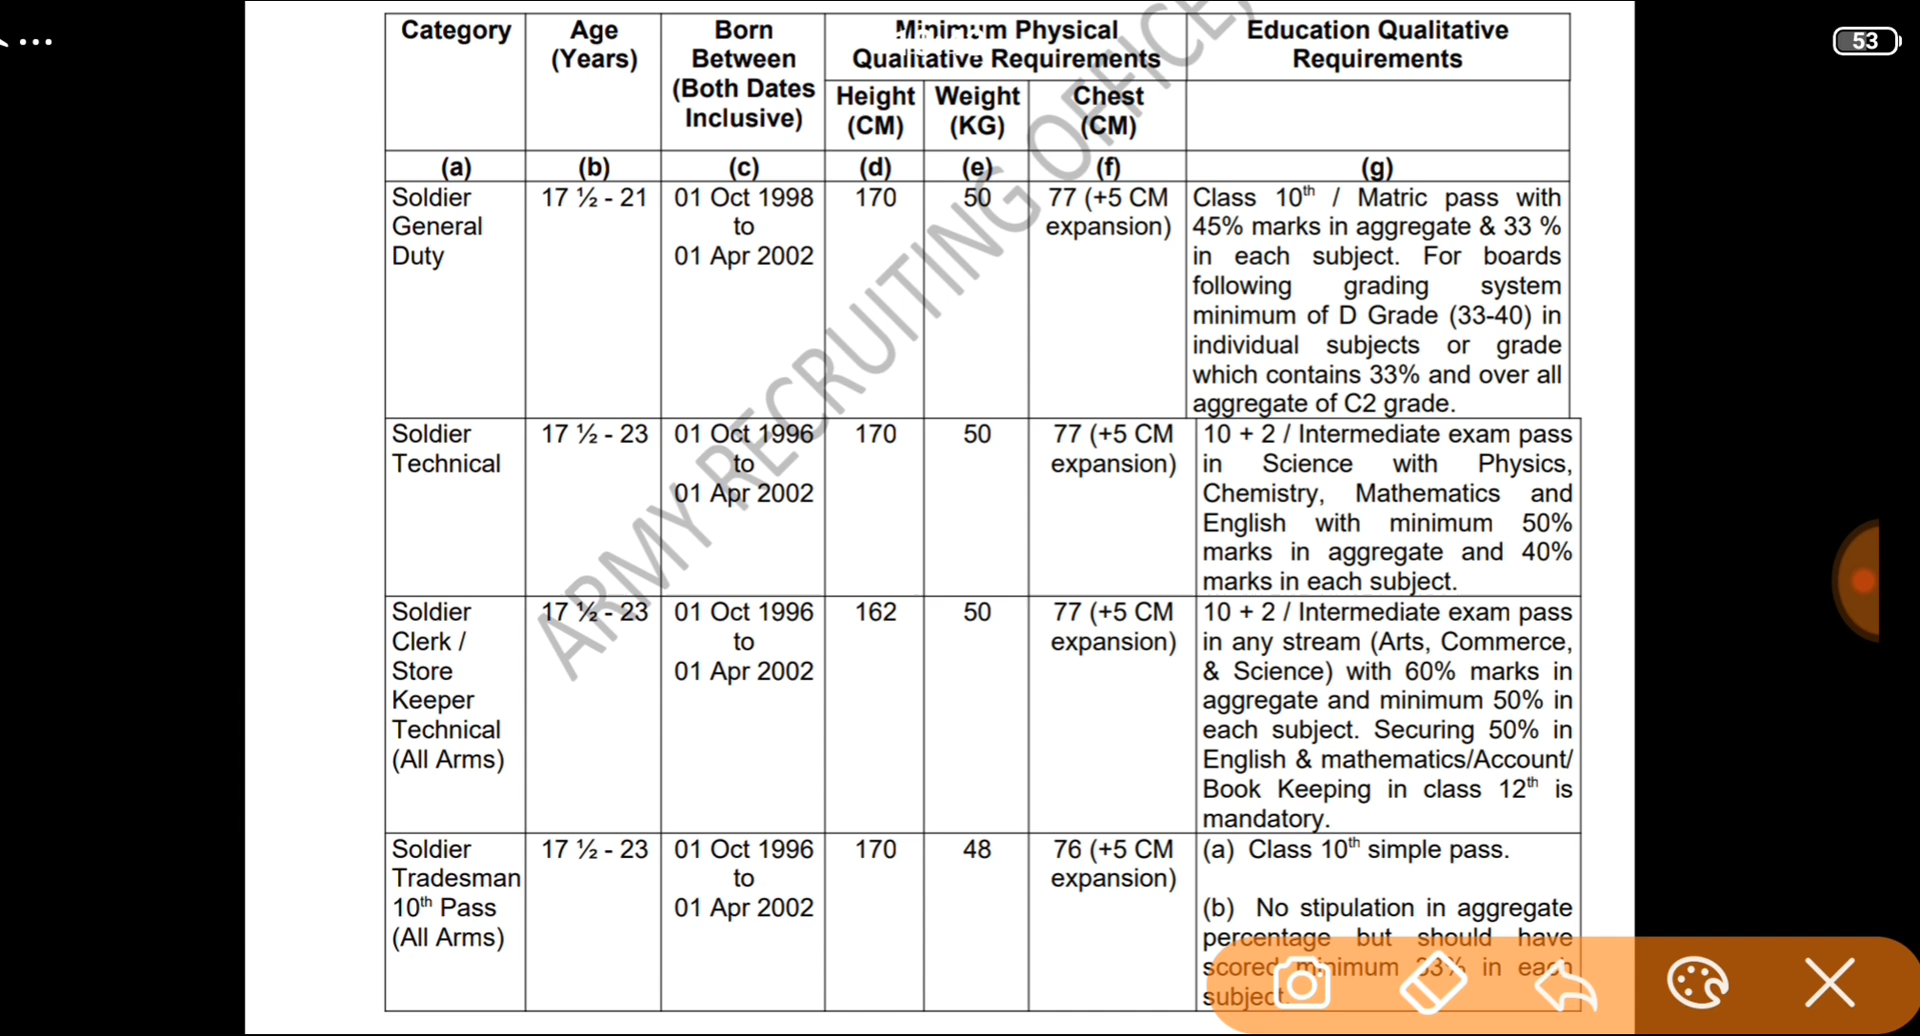 53
Category
Age
(Years)
Born
Between
(Both Dates
Inclusive)
Minimum Physical
Qualitative Requirements
Education Qualitative
Requirements
Height
(CM)
Weight
(KG)
Chest
(CM)
(a)
(b)
(c)
(d)
(e)
(f)
(g)
Soldier
General
Duty
17 ½ - 21
01 Oct 1998
to
01 Apr 2002
170
50
77 (+5 CM
expansion)
Class 10th / Matric pass with
45% marks in aggregate & 33 %
in each subject. For boards
following grading system
minimum of D Grade (33-40) in
individual subjects or grade
which contains 33% and over all
aggregate of C2 grade.
Soldier
Technical
17 ½ - 23
01 Oct 1996
to
01 Apr 2002
170
50
77 (+5 CM
expansion)
10 + 2 / Intermediate exam pass
in Science with Physics,
Chemistry, Mathematics and
English with minimum 50%
marks in aggregate and 40%
marks in each subject.
Soldier
Clerk /
Store
Keeper
Technical
(All Arms)
17 ½ - 23
01 Oct 1996
to
01 Apr 2002
162
50
77 (+5 CM
expansion)
10 + 2 / Intermediate exam pass
in any stream (Arts, Commerce,
& Science) with 60% marks in
aggregate and minimum 50% in
each subject. Securing 50% in
English & mathematics/Account/
Book Keeping in class 12th is
mandatory.
Soldier
Tradesman
10th Pass
(All Arms)
17 ½ - 23
01 Oct 1996
to
01 Apr 2002
170
48
76 (+5 CM
expansion)
(a) Class 10th simple pass.
(b) No stipulation in aggregate
percentage but should have
scored minimum 33% in each
subject.
ARMY RECRUITING OFFICE,